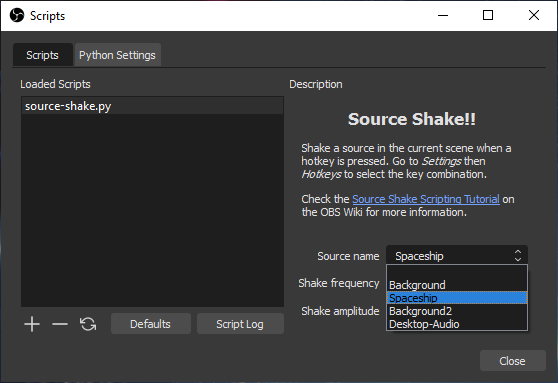 Scripts
Scripts
Python Settings
Loaded Scripts
source-shake.py
Defaults
Script Log
Description
Source Shake!!
Shake a source in the current scene when a
hotkey is pressed. Go to Settings then
Hotkeys to select the key combination.
Check the Source Shake Scripting Tutorial on
the OBS Wiki for more information.
Source name
Spaceship
Background
Spaceship
Background2
Desktop-Audio
Shake frequency
Shake amplitude
Close